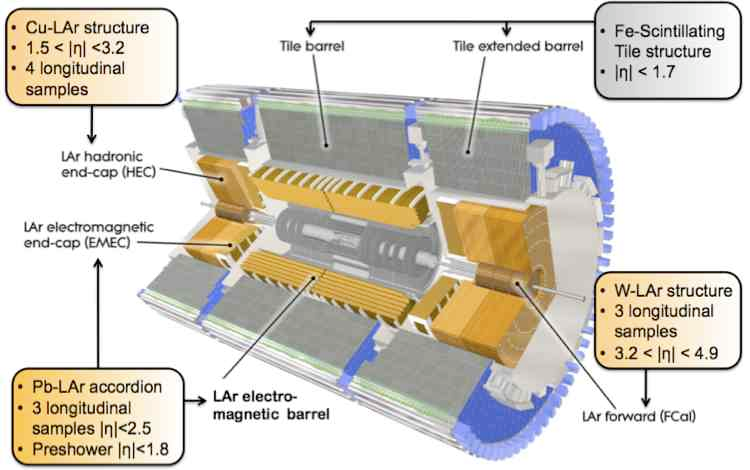 • Cu-LAr structure
• 1.5 < |η| <3.2
• 4 longitudinal
samples
Tile barrel
Tile extended barrel
• Fe-Scintillating
Tile structure
• |η| < 1.7
LAr hadronic
end-cap (HEC)
LAr electromagnetic
end-cap (EMEC)
• Pb-LAr accordion
• 3 longitudinal
samples |η|<2.5
• Preshower |η|<1.8
LAr electro-
magnetic barrel
• W-LAr structure
• 3 longitudinal
samples
• 3.2 < |η| < 4.9
LAr forward (FCal)